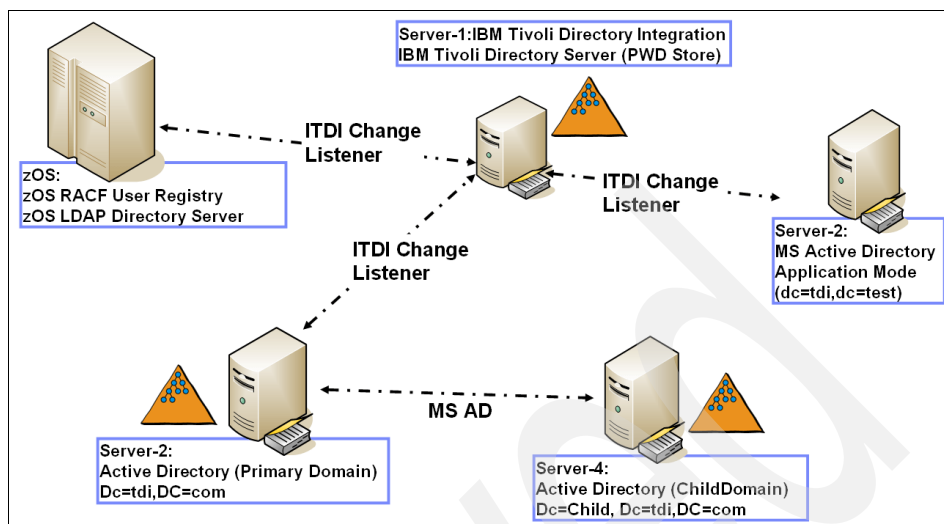 Server-1:IBM Tivoli Directory Integration
IBM Tivoli Directory Server (PWD Store)
ITDI Change
Listener
zOS:
zOS RACF User Registry
zOS LDAP Directory Server
ITDI Change
Listener
Server-2:
MS Active Directory
Application Mode
(dc=tdi,dc=test)
ITDI Change
Listener
MS AD
Server-2:
Active Directory (Primary Domain)
Dc=tdi,DC=com
Server-4:
Active Directory (ChildDomain)
Dc=Child, Dc=tdi,DC=com